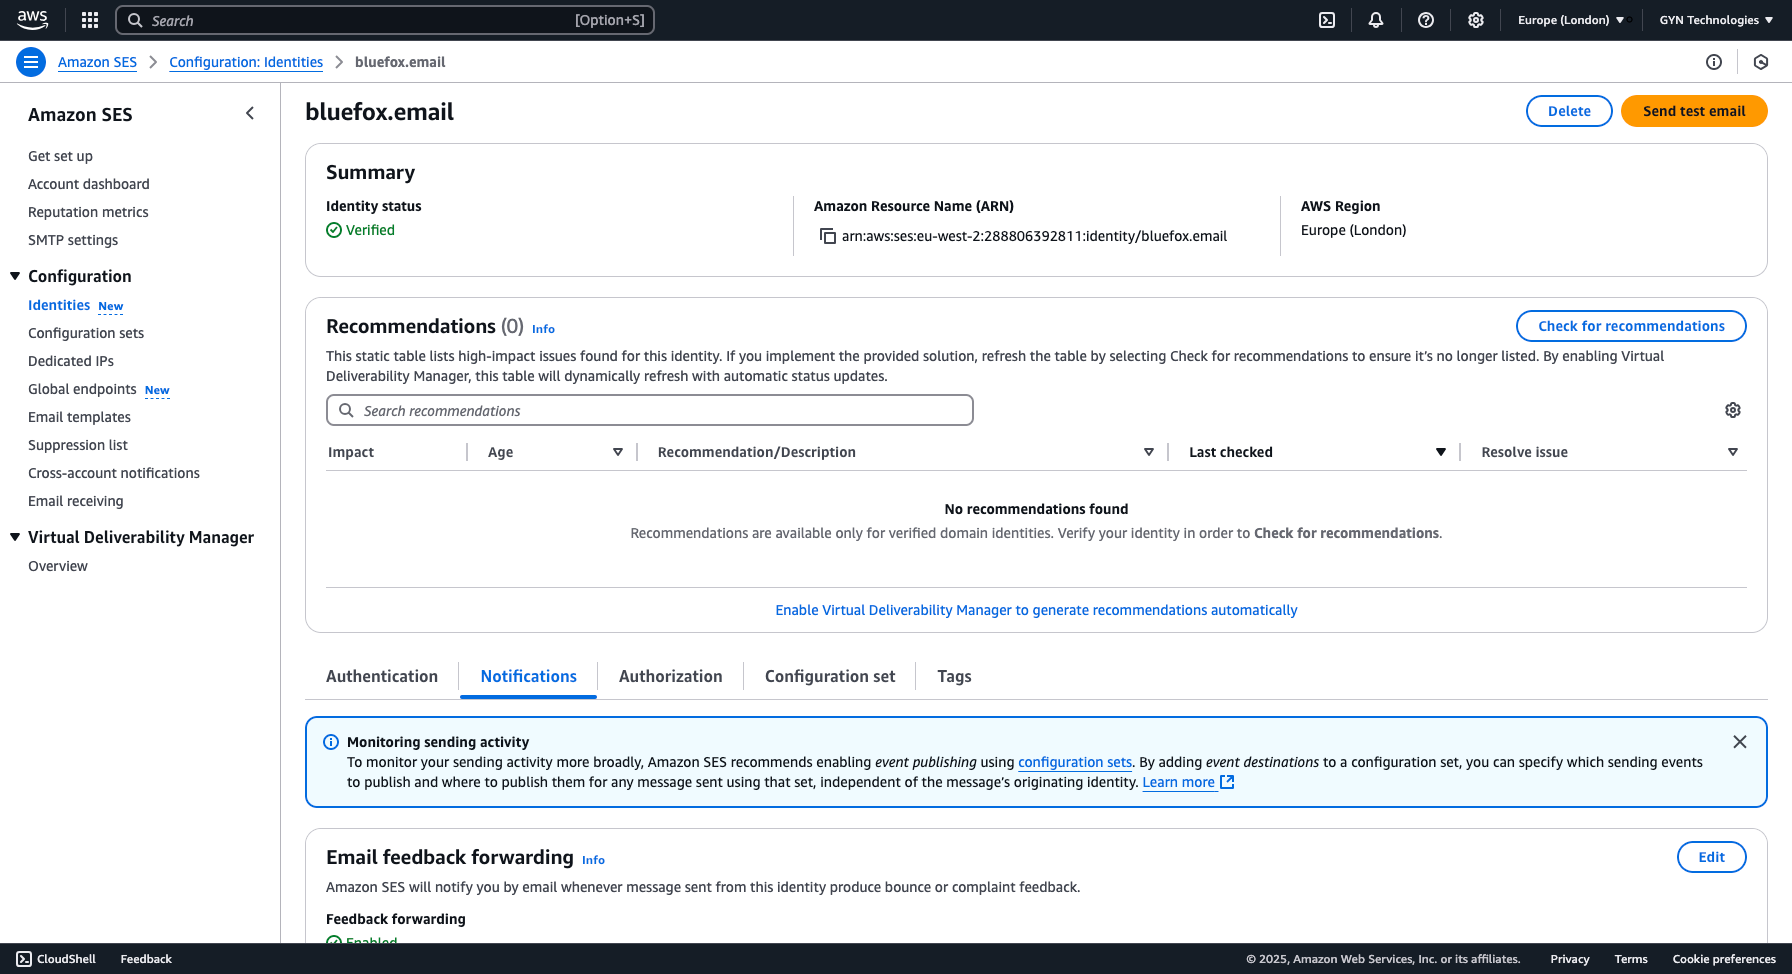 aws
Search [Option+S]
Europe (London)
GYN Technologies
Amazon SES
Configuration: Identities
bluefox.email
Amazon SES
Get set up
Account dashboard
Reputation metrics
SMTP settings
Configuration
Identities New
Configuration sets
Dedicated IPs
Global endpoints New
Email templates
Suppression list
Cross-account notifications
Email receiving
Virtual Deliverability Manager
Overview
bluefox.email
Delete
Send test email
Summary
Identity status
Verified
Amazon Resource Name (ARN)
arn:aws:ses:eu-west-2:288806392811:identity/bluefox.email
AWS Region
Europe (London)
Recommendations (0) Info
Check for recommendations
This static table lists high-impact issues found for this identity. If you implement the provided solution, refresh the table by selecting Check for recommendations to ensure it’s no longer listed. By enabling Virtual
Deliverability Manager, this table will dynamically refresh with automatic status updates.
Search recommendations
Impact Age Recommendation/Description Last checked Resolve issue
No recommendations found
Recommendations are available only for verified domain identities. Verify your identity in order to Check for recommendations.
Enable Virtual Deliverability Manager to generate recommendations automatically
Authentication Notifications Authorization Configuration set Tags
Monitoring sending activity
To monitor your sending activity more broadly, Amazon SES recommends enabling event publishing using configuration sets. By adding event destinations to a configuration set, you can specify which sending events
to publish and where to publish them for any message sent using that set, independent of the message’s originating identity. Learn more
Email feedback forwarding Info
Edit
Amazon SES will notify you by email whenever message sent from this identity produce bounce or complaint feedback.
Feedback forwarding
Enabled
CloudShell Feedback
© 2025, Amazon Web Services, Inc. or its affiliates. Privacy Terms Cookie preferences